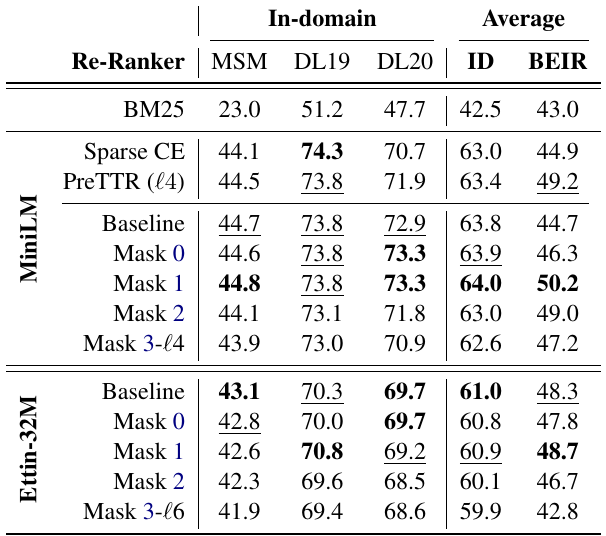 In-domain Average
Re-Ranker MSM DL19 DL20 ID BEIR
BM25 23.0 51.2 47.7 42.5 43.0
MiniLM
Sparse CE 44.1 74.3 70.7 63.0 44.9
PreTTR (ℓ4) 44.5 73.8 71.9 63.4 49.2
Baseline 44.7 73.8 72.9 63.8 44.7
Mask 0 44.6 73.8 73.3 63.9 46.3
Mask 1 44.8 73.8 73.3 64.0 50.2
Mask 2 44.1 73.1 71.8 63.0 49.0
Mask 3-ℓ4 43.9 73.0 70.9 62.6 47.2
Ettin-32M
Baseline 43.1 70.3 69.7 61.0 48.3
Mask 0 42.8 70.0 69.7 60.8 47.8
Mask 1 42.6 70.8 69.2 60.9 48.7
Mask 2 42.3 69.6 68.5 60.1 46.7
Mask 3-ℓ6 41.9 69.4 68.6 59.9 42.8